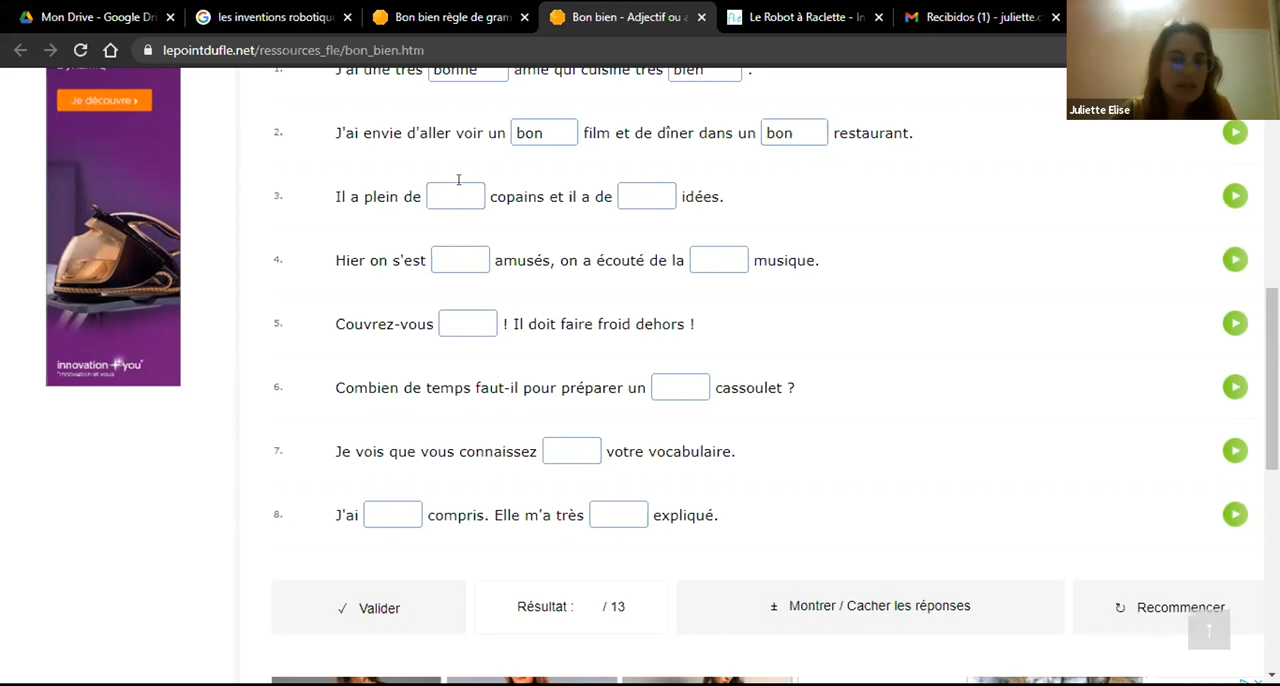 Mon Drive - Google Dri
les inventions robotiqu
Bon bien règle de gram
Bon bien - Adjectif ou a
Le Robot à Raclette - In
Recibidos (1) - juliette.c
lepointdufle.net/ressources_fle/bon_bien.htm
Juliette Elise
Je découvre ›
innovation you
1. J'ai une très bonne amie qui cuisine très bien .
2. J'ai envie d'aller voir un bon film et de dîner dans un bon restaurant.
3. Il a plein de copains et il a de idées.
4. Hier on s'est amusés, on a écouté de la musique.
5. Couvrez-vous ! Il doit faire froid dehors !
6. Combien de temps faut-il pour préparer un cassoulet ?
7. Je vois que vous connaissez votre vocabulaire.
8. J'ai compris. Elle m'a très expliqué.
✓ Valider
Résultat : / 13
± Montrer / Cacher les réponses
↻ Recommencer